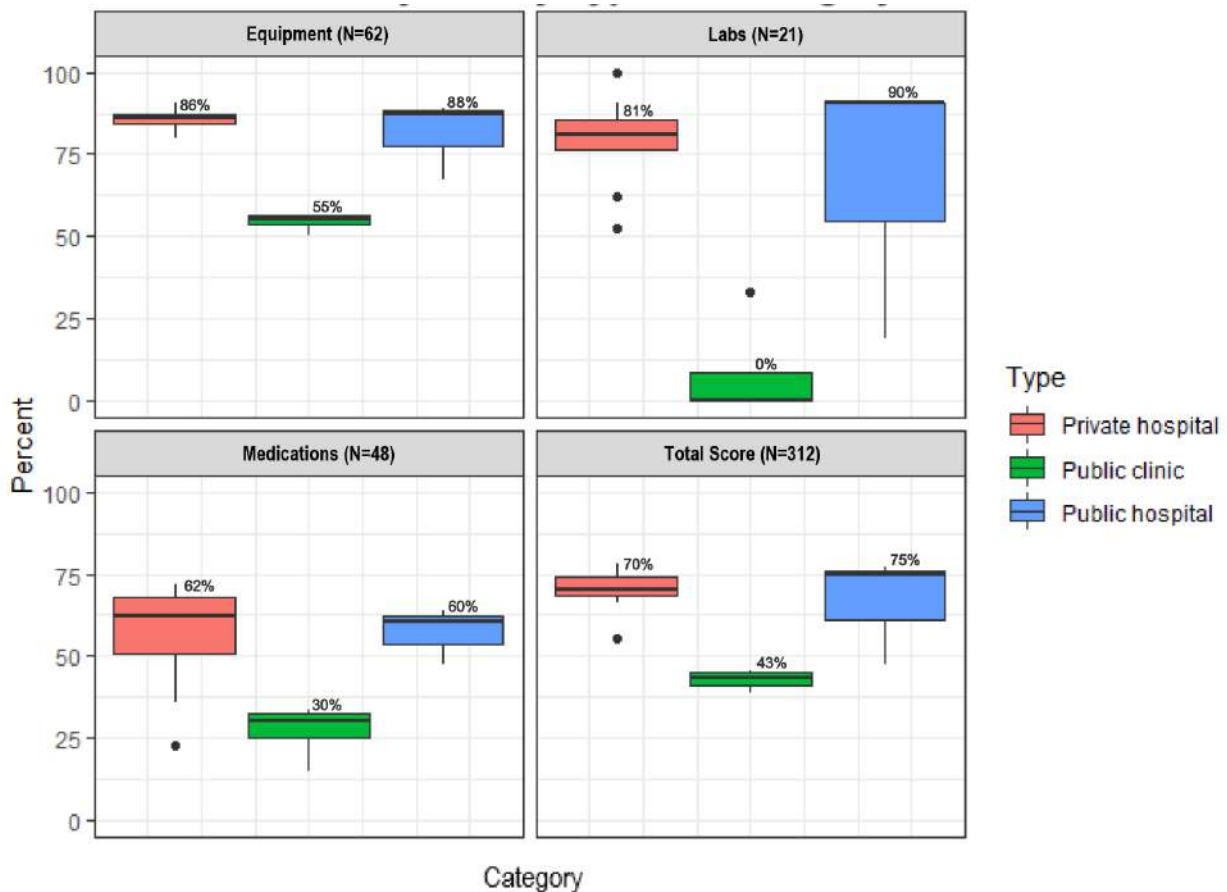 Equipment (N=62)
Labs (N=21)
100
75
50
25
0
86%
55%
88%
81%
0%
90%
Medications (N=48)
Total Score (N=312)
100
75
50
25
0
62%
30%
60%
70%
43%
75%
Percent
Category
Type
Private hospital
Public clinic
Public hospital